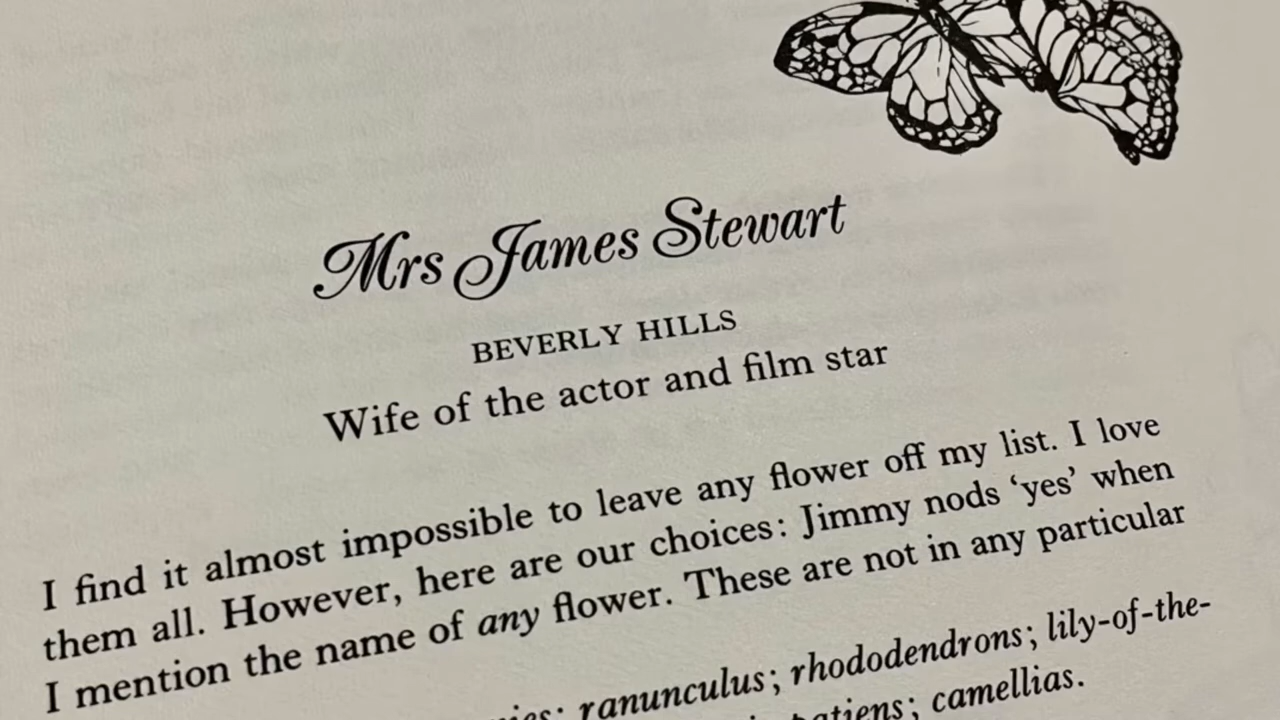 Mrs James Stewart
BEVERLY HILLS
Wife of the actor and film star
I find it almost impossible to leave any flower off my list. I love
them all. However, here are our choices: Jimmy nods ‘yes’ when
I mention the name of any flower. These are not in any particular
ranunculus; rhododendrons; lily-of-the-
camellias.